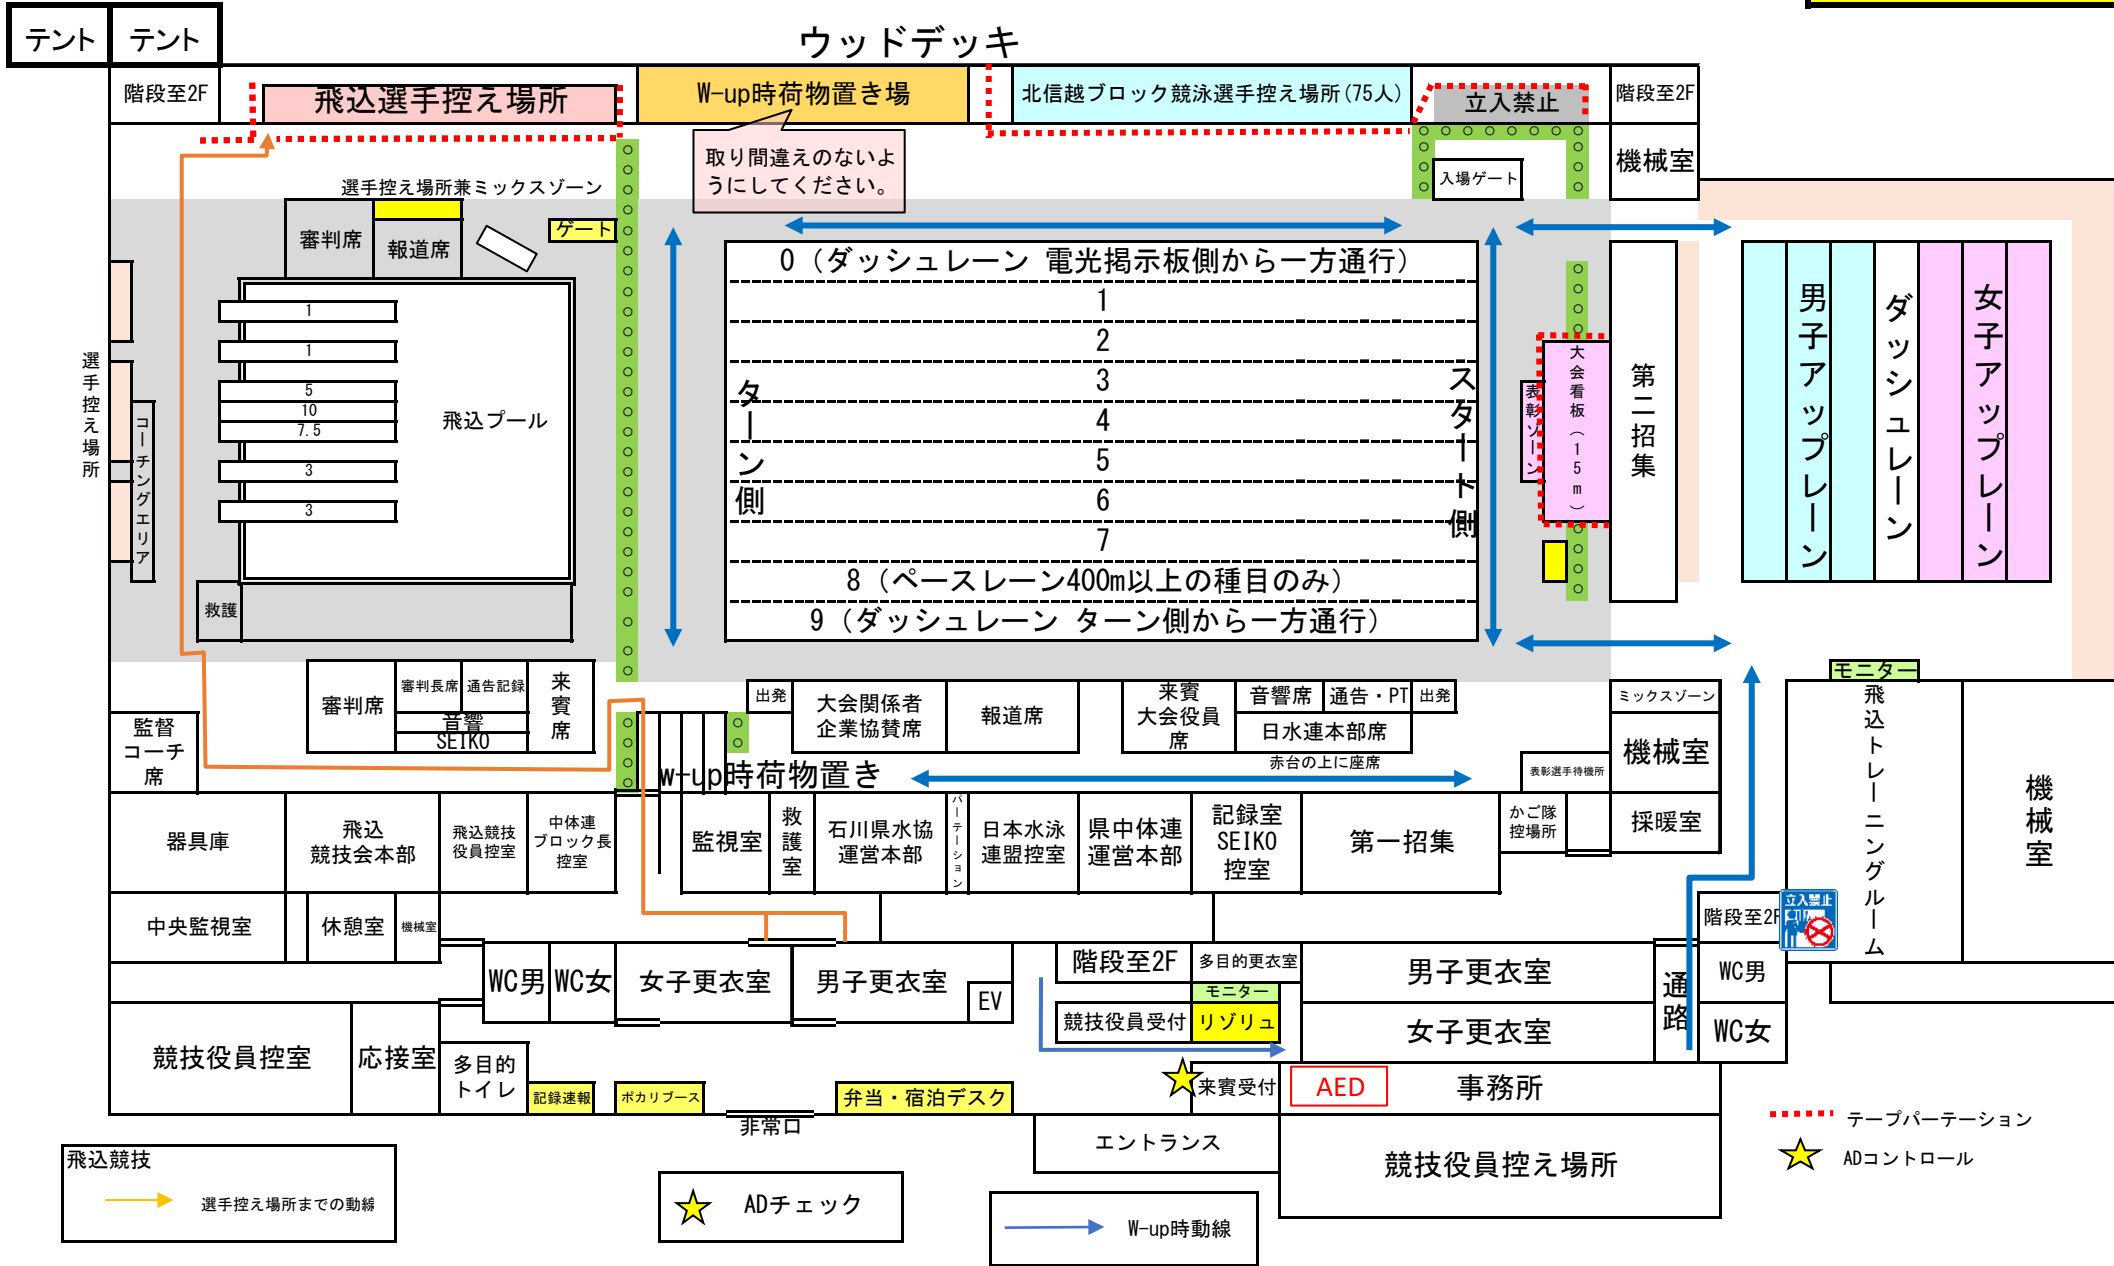 テント
テント
ウッドデッキ
階段至2F
飛込選手控え場所
W-up時荷物置き場
北信越ブロック競泳選手控え場所(75人)
立入禁止
階段至2F
取り間違えのないよ
うにしてください。
機械室
入場ゲート
選手控え場所兼ミックスゾーン
審判席
報道席
ゲート
0（ダッシュレーン 電光掲示板側から一方通行）
1
2
3
4
5
6
7
8（ペースレーン400m以上の種目のみ）
9（ダッシュレーン ターン側から一方通行）
ターン側
スタート側
1
1
5
10
7.5
3
3
飛込プール
選手控え場所
コーチングエリア
救護
表彰ゾーン
大会看板（15m）
第二招集
男子アップレーン
ダッシュレーン
女子アップレーン
審判席
審判長席
通告記録
音響
SEIKO
来賓席
監督
コーチ
席
出発
大会関係者
企業協賛席
報道席
来賓
大会役員
席
音響席
通告・PT
出発
日水連本部席
赤台の上に座席
ミックスゾーン
機械室
表彰選手待機所
モニター
飛込トレーニングルーム
機械室
w-up時荷物置き
器具庫
飛込
競技会本部
飛込競技
役員控室
中体連
ブロック長
控室
監視室
救護室
石川県水協
運営本部
パーテーション
日本水泳
連盟控室
県中体連
運営本部
記録室
SEIKO
控室
第一招集
かご隊
控場所
採暖室
中央監視室
休憩室
機械室
階段至2F
立入禁止
WC男
WC女
女子更衣室
男子更衣室
EV
階段至2F
多目的更衣室
モニター
競技役員受付
リゾリュ
男子更衣室
女子更衣室
通路
WC男
WC女
競技役員控室
応接室
多目的
トイレ
記録速報
ポカリブース
弁当・宿泊デスク
来賓受付
AED
事務所
非常口
エントランス
競技役員控え場所
テープパーテーション
ADコントロール
飛込競技
選手控え場所までの動線
ADチェック
W-up時動線